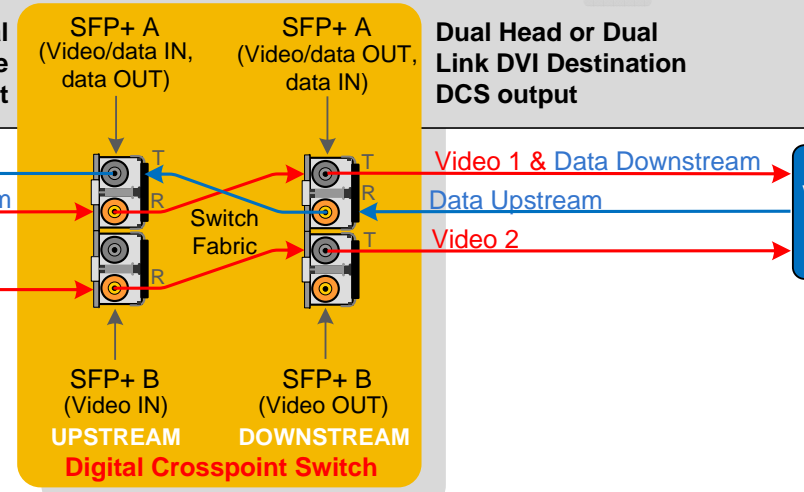 SFP+ A
(Video/data IN,
data OUT)
SFP+ A
(Video/data OUT,
data IN)
Dual Head or Dual
Link DVI Destination
DCS output
T
R
R
Switch
Fabric
T
R
T
Video 1 & Data Downstream
Data Upstream
Video 2
SFP+ B
(Video IN)
UPSTREAM
SFP+ B
(Video OUT)
DOWNSTREAM
Digital Crosspoint Switch